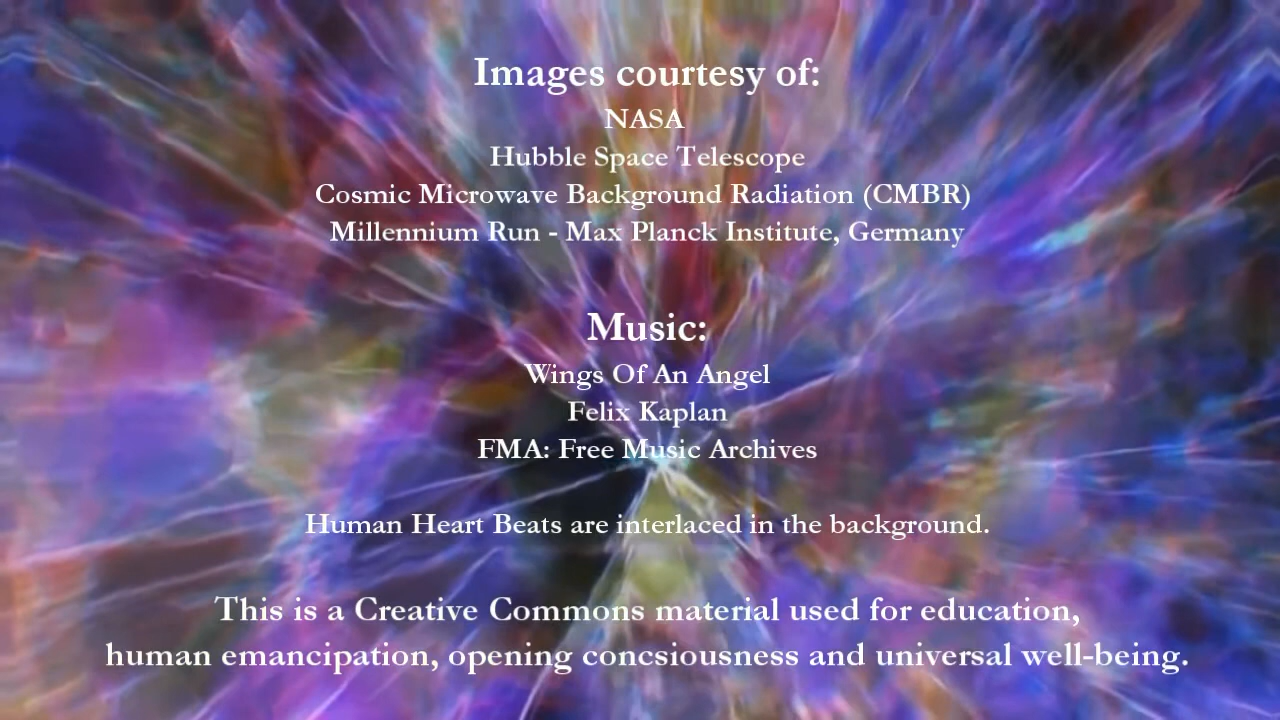 Images courtesy of:
NASA
Hubble Space Telescope
Cosmic Microwave Background Radiation (CMBR)
Millennium Run - Max Planck Institute, Germany
Music:
Wings Of An Angel
Felix Kaplan
FMA: Free Music Archives
Human Heart Beats are interlaced in the background.
This is a Creative Commons material used for education,
human emancipation, opening concsiousness and universal well-being.